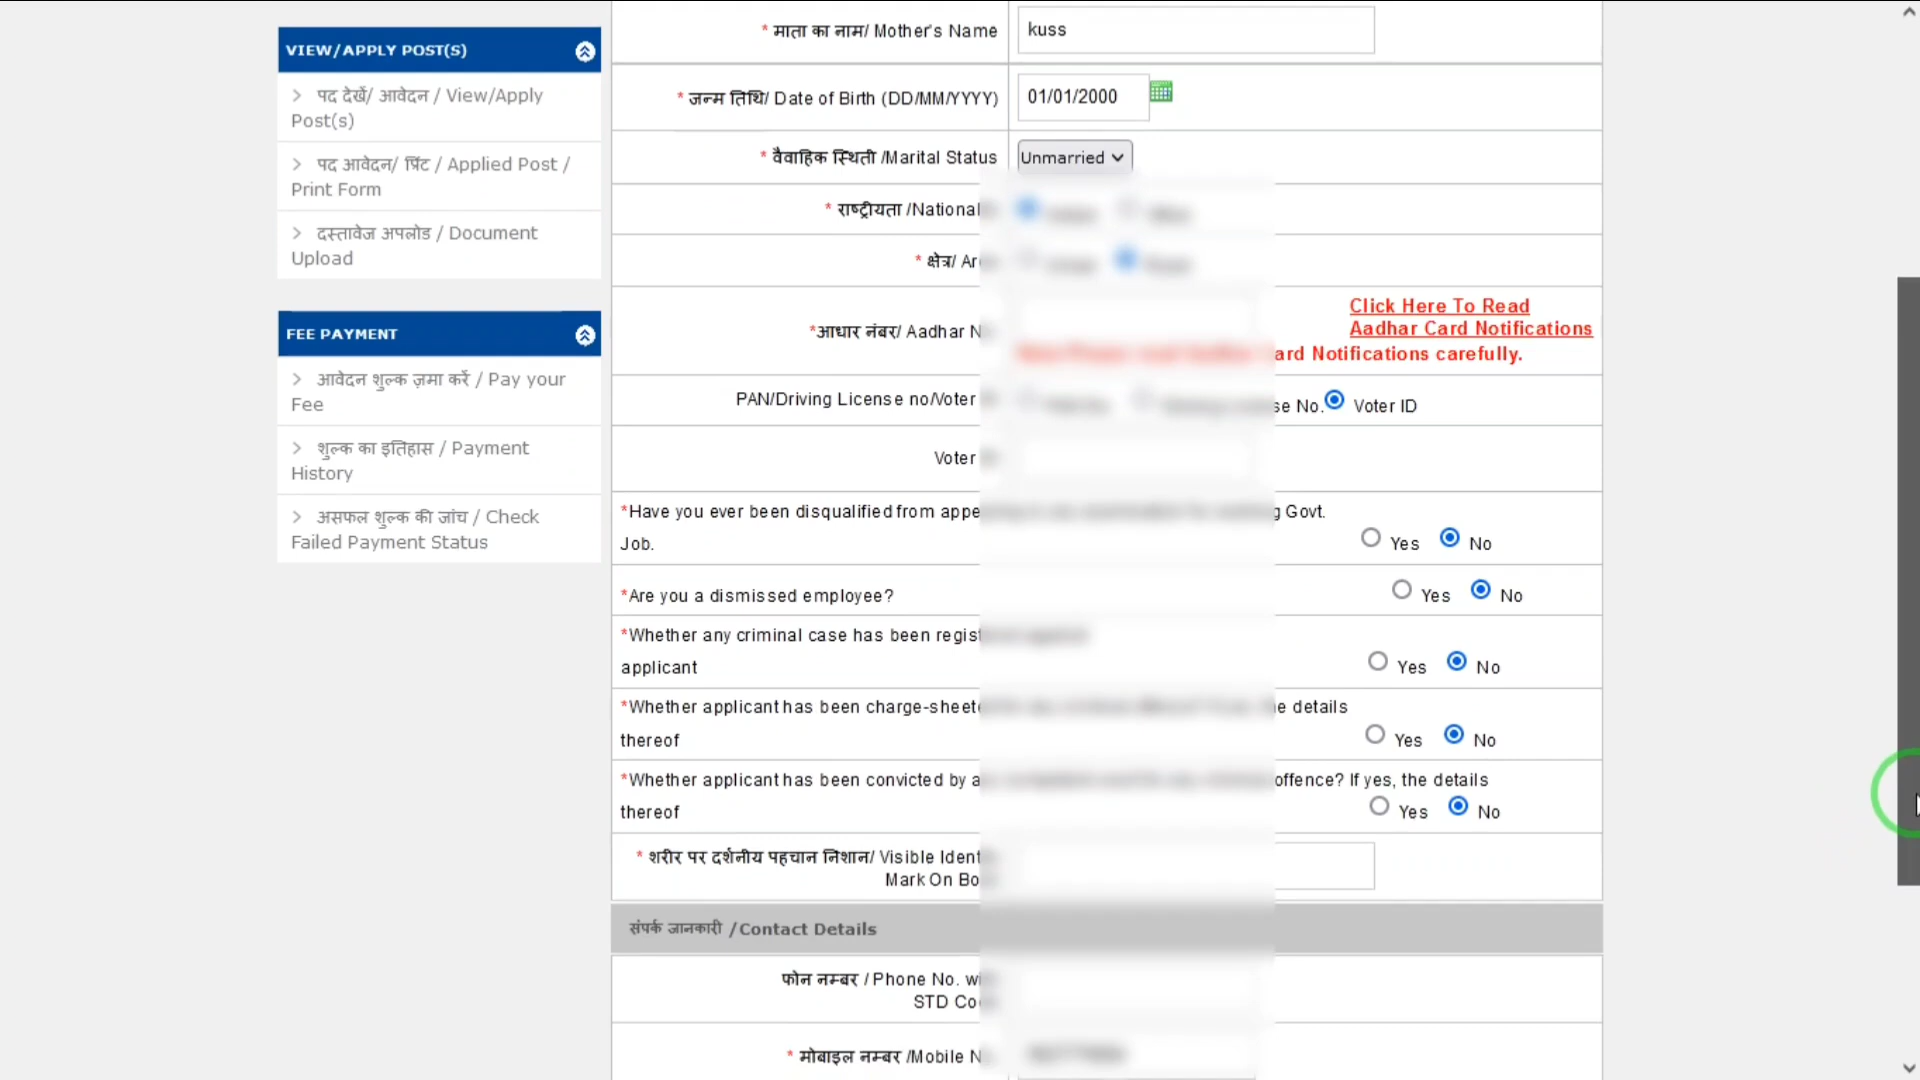 VIEW/APPLY POST(S)
> पद देखें/ आवेदन / View/Apply
Post(s)
> पद आवेदन/ प्रिंट / Applied Post /
Print Form
> दस्तावेज अपलोड / Document
Upload
FEE PAYMENT
> आवेदन शुल्क ज़मा करें / Pay your
Fee
> शुल्क का इतिहास / Payment
History
> असफल शुल्क की जांच / Check
Failed Payment Status
* माता का नाम/ Mother's Name
kuss
* जन्म तिथि/ Date of Birth (DD/MM/YYYY)
01/01/2000
* वैवाहिक स्थिती /Marital Status
Unmarried
* राष्ट्रीयता /National
* क्षेत्र/ Ar
*आधार नंबर/ Aadhar N
Click Here To Read
Aadhar Card Notifications
ard Notifications carefully.
PAN/Driving License no/Voter
se No. Voter ID
Voter
*Have you ever been disqualified from appe
g Govt.
Job.
Yes No
*Are you a dismissed employee?
Yes No
*Whether any criminal case has been regis
applicant
Yes No
*Whether applicant has been charge-sheet
e details
thereof
Yes No
*Whether applicant has been convicted by a
offence? If yes, the details
thereof
Yes No
* शरीर पर दर्शनीय पहचान निशान/ Visible Ident
Mark On Bo
संपर्क जानकारी /Contact Details
फोन नम्बर / Phone No. wi
STD Co
* मोबाइल नम्बर /Mobile N